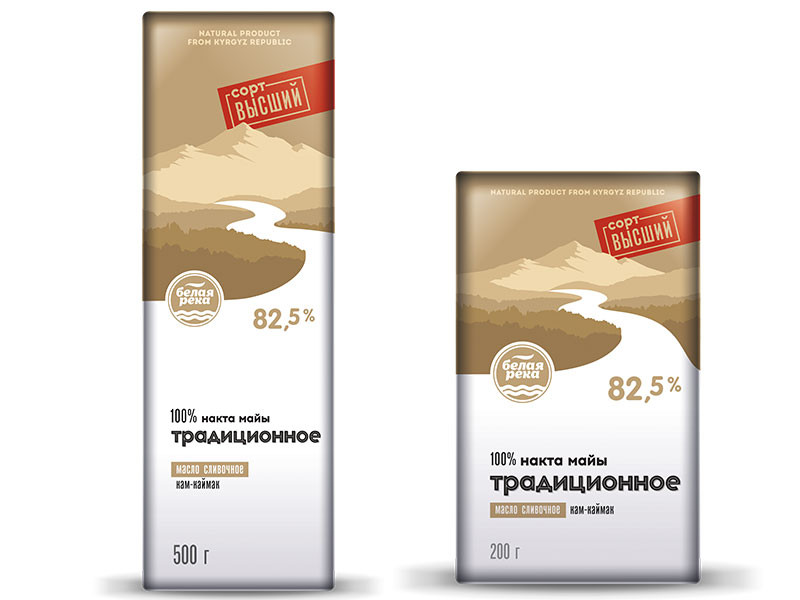 NATURAL PRODUCT
FROM KYRGYZ REPUBLIC
сорт
ВЫСШИЙ
белая
река
82,5%
100% накта майы
традиционное
масло сливочное
кам-каймак
500 г
NATURAL PRODUCT FROM KYRGYZ REPUBLIC
сорт
ВЫСШИЙ
белая
река
82,5%
100% накта майы
традиционное
масло сливочное кам-каймак
200 г